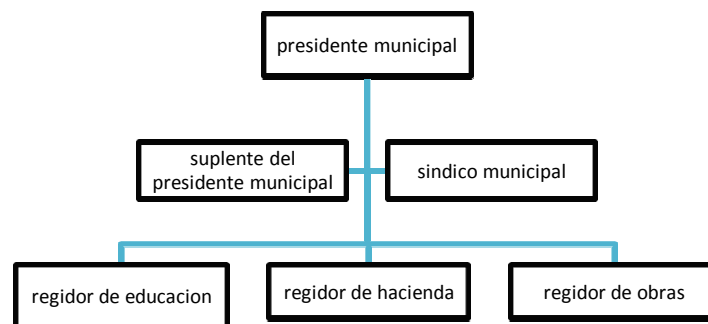 presidente municipal
suplente del
presidente municipal
sindico municipal
regidor de educacion
regidor de hacienda
regidor de obras